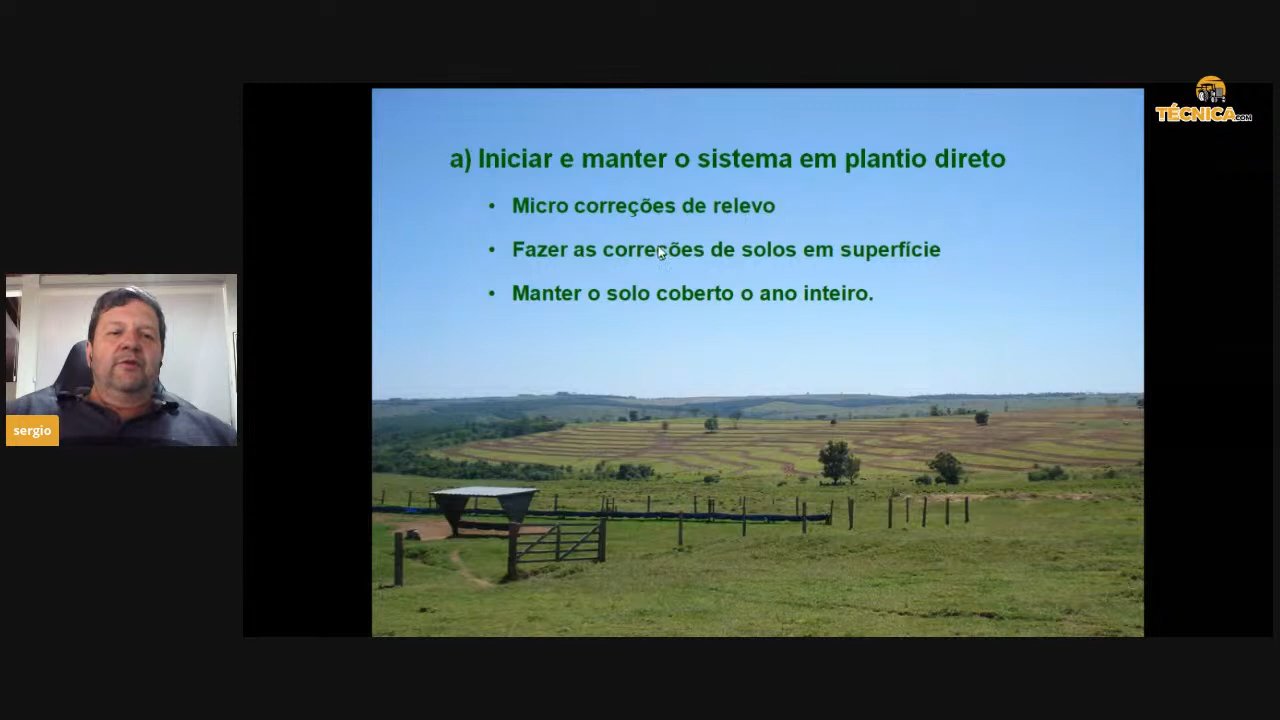 TÉCNICA.COM
a) Iniciar e manter o sistema em plantio direto
• Micro correções de relevo
• Fazer as correções de solos em superfície
• Manter o solo coberto o ano inteiro.
sergio